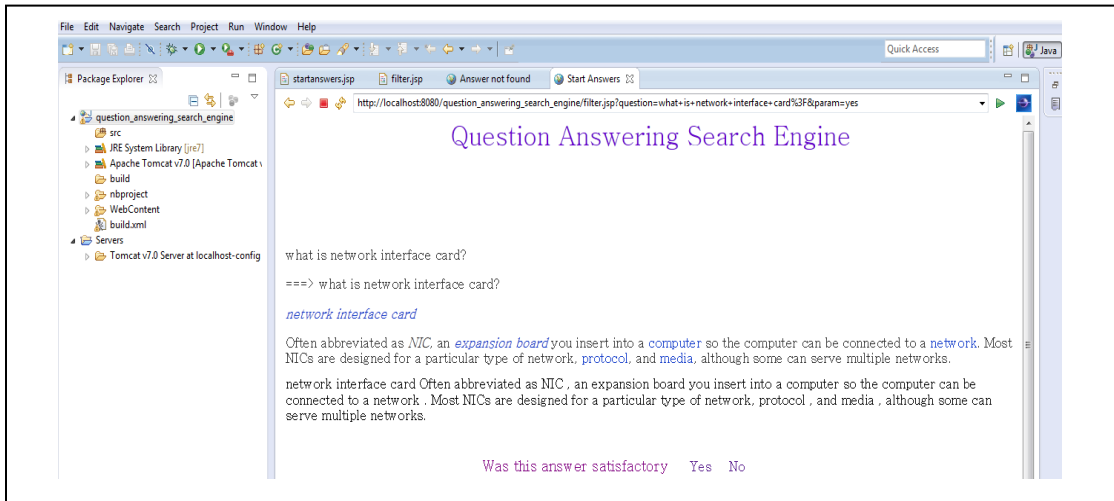 File Edit Navigate Search Project Run Window Help
Quick Access
Java
Package Explorer
startanswers.jsp
filter.jsp
Answer not found
Start Answers
http://localhost:8080/question_answering_search_engine/filter.jsp?question=what+is+network+interface+card%3F&param=yes
question_answering_search_engine
src
JRE System Library [jre7]
Apache Tomcat v7.0 [Apache Tomcat v
build
nbproject
WebContent
build.xml
Servers
Tomcat v7.0 Server at localhost-config
Question Answering Search Engine
what is network interface card?
===> what is network interface card?
network interface card
Often abbreviated as NIC, an expansion board you insert into a computer so the computer can be connected to a network. Most
NICs are designed for a particular type of network, protocol, and media, although some can serve multiple networks.
network interface card Often abbreviated as NIC , an expansion board you insert into a computer so the computer can be
connected to a network . Most NICs are designed for a particular type of network, protocol , and media , although some can
serve multiple networks.
Was this answer satisfactory Yes No